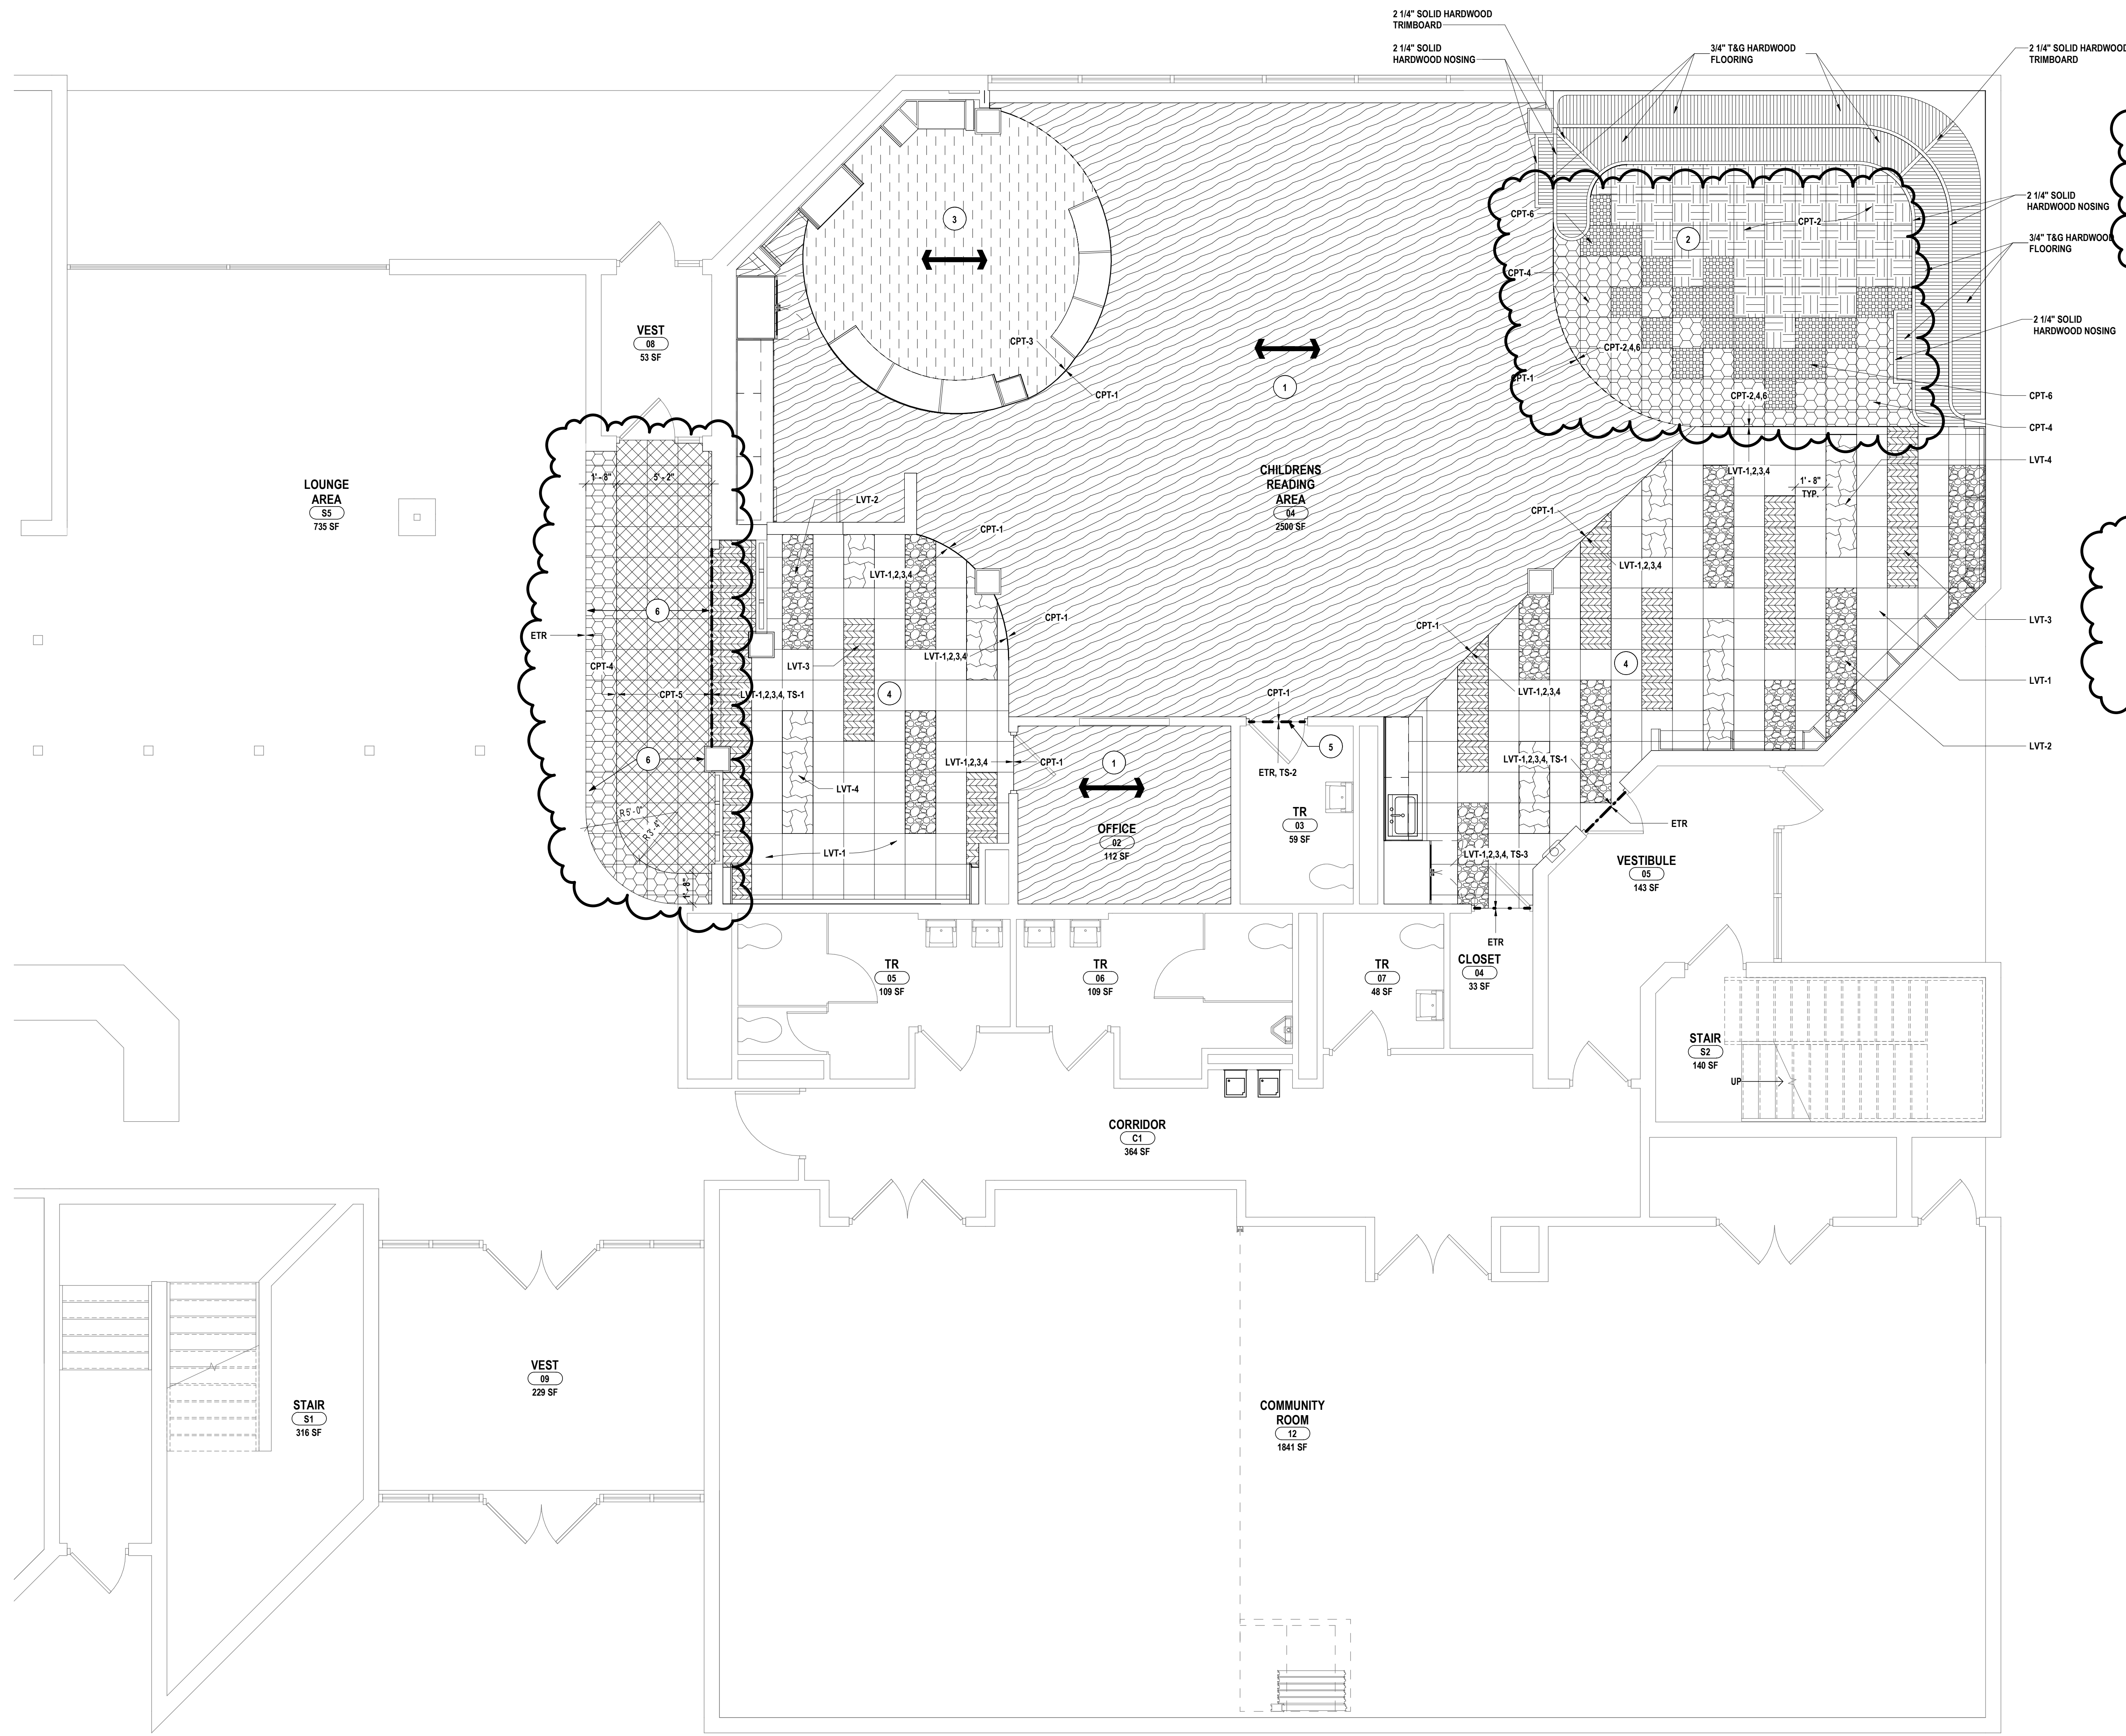 2 1/4" SOLID HARDWOOD
TRIMBOARD
2 1/4" SOLID
HARDWOOD NOSING
3/4" T&G HARDWOOD
FLOORING
2 1/4" SOLID HARDWOOD
TRIMBOARD
2 1/4" SOLID
HARDWOOD NOSING
3/4" T&G HARDWOOD
FLOORING
2 1/4" SOLID
HARDWOOD NOSING
CPT-6
CPT-2
2
3
CPT-4
VEST
08
53 SF
CPT-3
CPT-1
1
CPT-2,4,6
CPT-1
CPT-2,4,6
CPT-6
CPT-4
LVT-4
LVT-1,2,3,4
1' - 8"
TYP.
1' - 8"
5' - 2"
LOUNGE
AREA
S5
735 SF
CHILDRENS
READING
AREA
04
2500 SF
LVT-2
CPT-1
CPT-1
LVT-1,2,3,4
LVT-1,2,3,4
6
ETR
CPT-1
CPT-1
LVT-1,2,3,4
LVT-3
LVT-3
4
CPT-4
CPT-5
LVT-1,2,3,4, TS-1
4
LVT-1,2,3,4
CPT-1
LVT-1
5
6
LVT-1,2,3,4
CPT-1
1
ETR, TS-2
LVT-1,2,3,4, TS-1
LVT-2
LVT-4
R 5' - 0"
R 3' - 4"
1' - 8"
LVT-1
OFFICE
02
112 SF
TR
03
59 SF
ETR
LVT-1,2,3,4, TS-3
VESTIBULE
05
143 SF
ETR
TR
05
109 SF
TR
06
109 SF
TR
07
48 SF
CLOSET
04
33 SF
STAIR
S2
140 SF
UP
CORRIDOR
C1
364 SF
VEST
09
229 SF
STAIR
S1
316 SF
COMMUNITY
ROOM
12
1841 SF